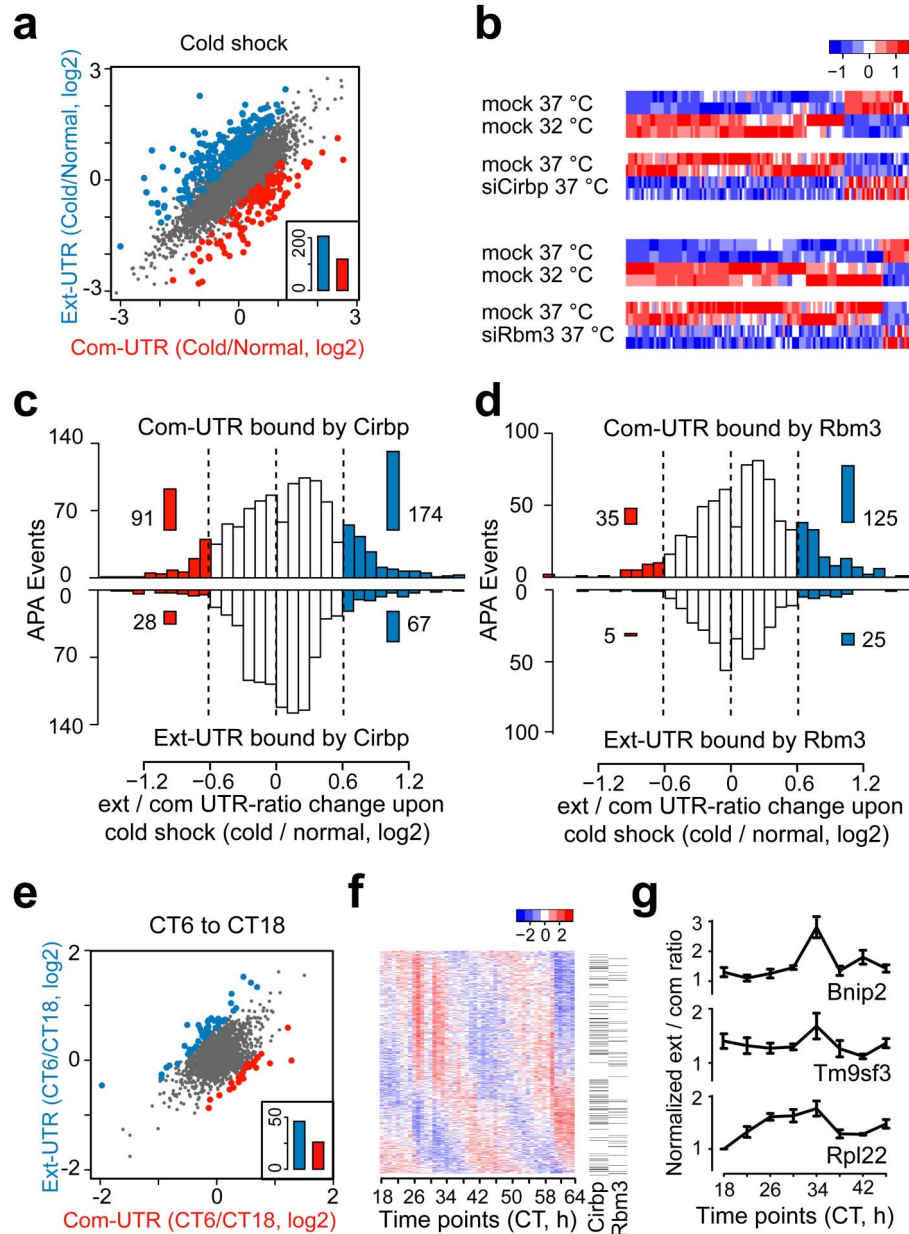 a
Cold shock
Ext-UTR (Cold/Normal, log2)
3
0
-3
-3
0
3
0
200
Com-UTR (Cold/Normal, log2)
b
−1 0 1
mock 37 °C
mock 32 °C
mock 37 °C
siCirbp 37 °C
mock 37 °C
mock 32 °C
mock 37 °C
siRbm3 37 °C
c
Com-UTR bound by Cirbp
140
70
0
0
70
140
91
174
28
67
APA Events
Ext-UTR bound by Cirbp
−1.2 −0.6 0 0.6 1.2
ext / com UTR-ratio change upon
cold shock (cold / normal, log2)
d
Com-UTR bound by Rbm3
100
50
0
0
50
100
35
125
5
25
APA Events
Ext-UTR bound by Rbm3
−1.2 −0.6 0 0.6 1.2
ext / com UTR-ratio change upon
cold shock (cold / normal, log2)
e
CT6 to CT18
Ext-UTR (CT6/CT18, log2)
2
0
-2
−2
0
2
0
50
Com-UTR (CT6/CT18, log2)
f
−2 0 2
18 26 34 42 50 58 64
Time points (CT, h)
Cirbp
Rbm3
g
Normalized ext / com ratio
3
2
1
Bnip2
2
1
Tm9sf3
2
1
Rpl22
18 26 34 42
Time points (CT, h)